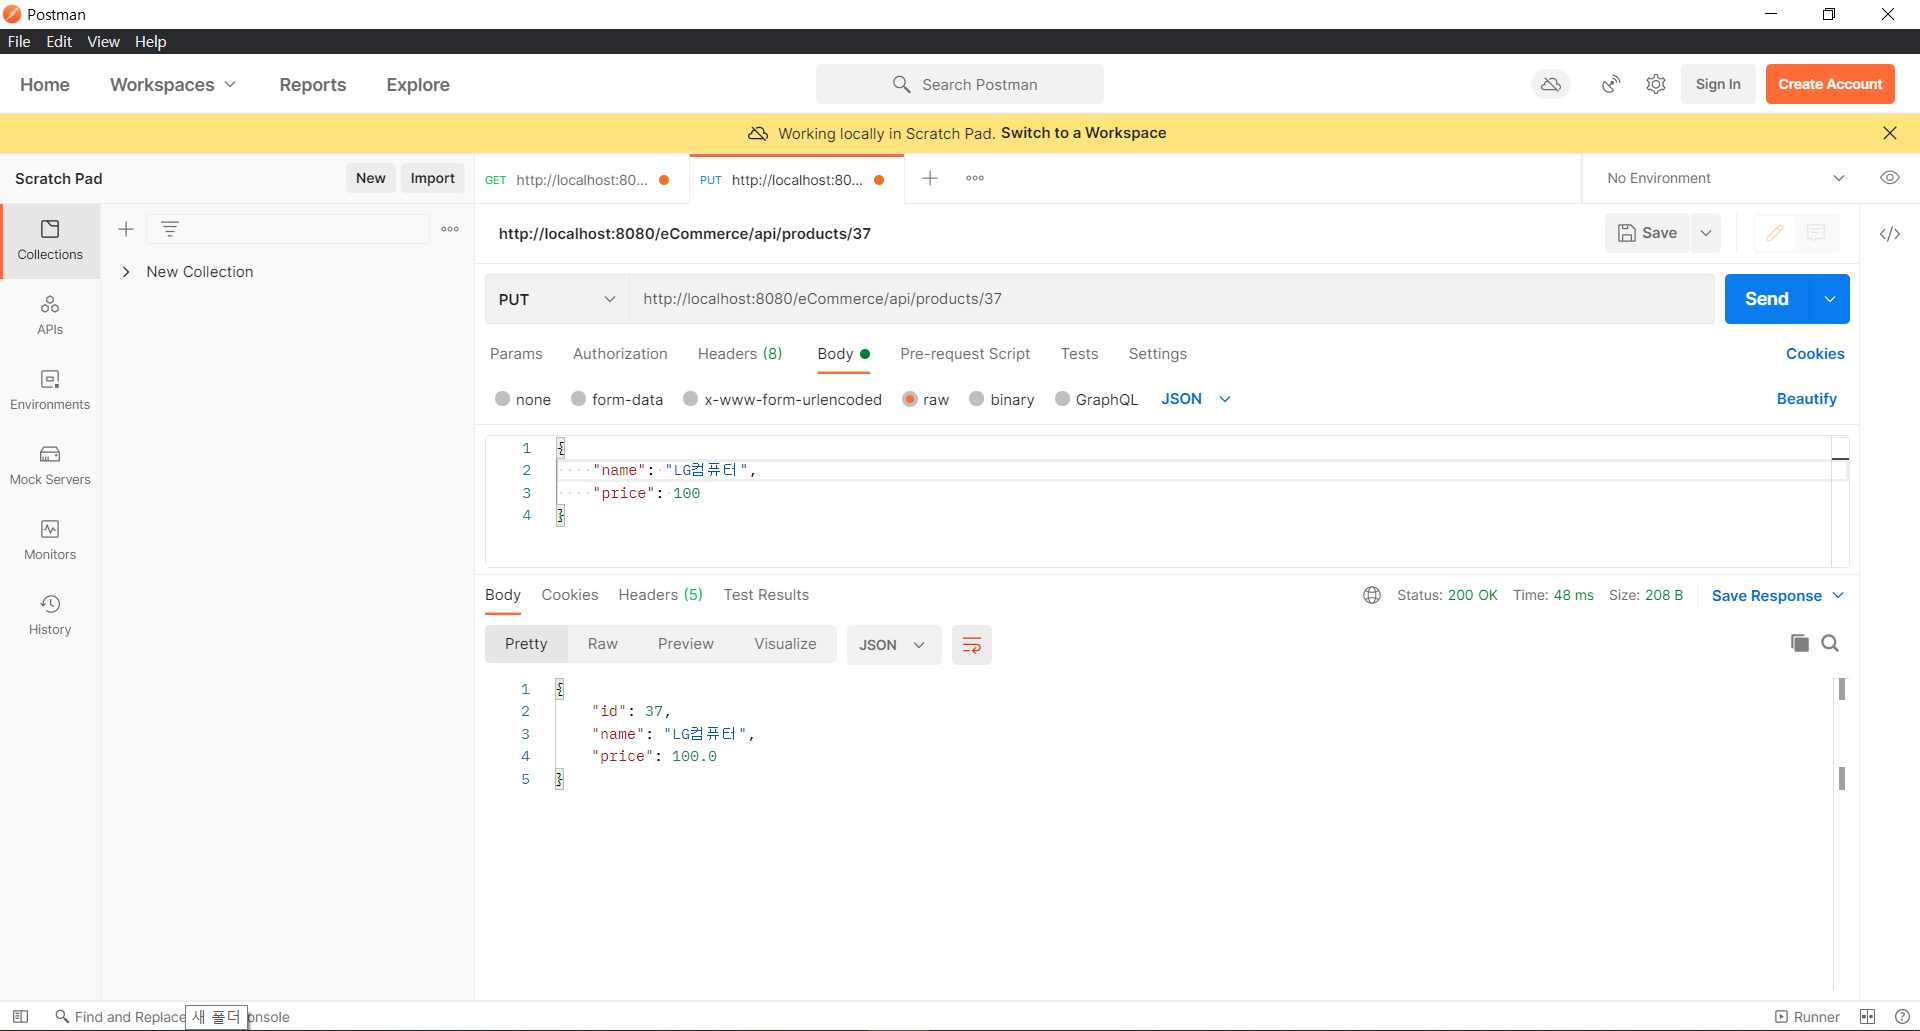 Postman
File Edit View Help
Home Workspaces Reports Explore Search Postman Sign In Create Account
Working locally in Scratch Pad. Switch to a Workspace
Scratch Pad New Import GET http://localhost:80... PUT http://localhost:80... No Environment
Collections
New Collection
APIs
Environments
Mock Servers
Monitors
History
http://localhost:8080/eCommerce/api/products/37 Save
PUT http://localhost:8080/eCommerce/api/products/37 Send
Params Authorization Headers (8) Body Pre-request Script Tests Settings Cookies
none form-data x-www-form-urlencoded raw binary GraphQL JSON Beautify
1 {
2 "name": "LG컴퓨터",
3 "price": 100
4 }
Body Cookies Headers (5) Test Results Status: 200 OK Time: 48 ms Size: 208 B Save Response
Pretty Raw Preview Visualize JSON
1 {
2 "id": 37,
3 "name": "LG컴퓨터",
4 "price": 100.0
5 }
Find and Replace 새 폴더 onsole Runner